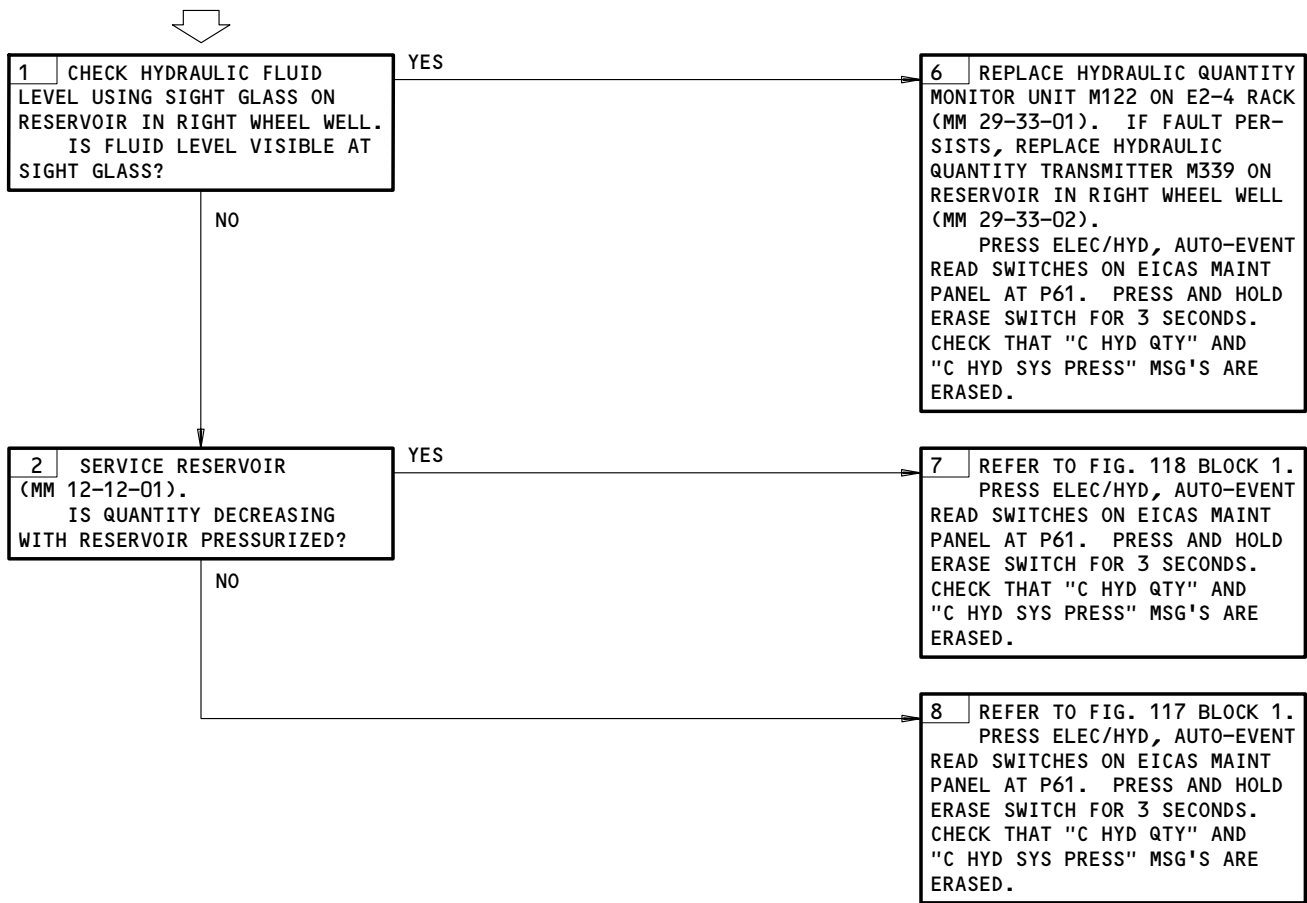 1 CHECK HYDRAULIC FLUID
LEVEL USING SIGHT GLASS ON
RESERVOIR IN RIGHT WHEEL WELL.
IS FLUID LEVEL VISIBLE AT
SIGHT GLASS?
YES
NO
6 REPLACE HYDRAULIC QUANTITY
MONITOR UNIT M122 ON E2-4 RACK
(MM 29-33-01). IF FAULT PER-
SISTS, REPLACE HYDRAULIC
QUANTITY TRANSMITTER M339 ON
RESERVOIR IN RIGHT WHEEL WELL
(MM 29-33-02).
PRESS ELEC/HYD, AUTO-EVENT
READ SWITCHES ON EICAS MAINT
PANEL AT P61. PRESS AND HOLD
ERASE SWITCH FOR 3 SECONDS.
CHECK THAT "C HYD QTY" AND
"C HYD SYS PRESS" MSG'S ARE
ERASED.
2 SERVICE RESERVOIR
(MM 12-12-01).
IS QUANTITY DECREASING
WITH RESERVOIR PRESSURIZED?
YES
NO
7 REFER TO FIG. 118 BLOCK 1.
PRESS ELEC/HYD, AUTO-EVENT
READ SWITCHES ON EICAS MAINT
PANEL AT P61. PRESS AND HOLD
ERASE SWITCH FOR 3 SECONDS.
CHECK THAT "C HYD QTY" AND
"C HYD SYS PRESS" MSG'S ARE
ERASED.
8 REFER TO FIG. 117 BLOCK 1.
PRESS ELEC/HYD, AUTO-EVENT
READ SWITCHES ON EICAS MAINT
PANEL AT P61. PRESS AND HOLD
ERASE SWITCH FOR 3 SECONDS.
CHECK THAT "C HYD QTY" AND
"C HYD SYS PRESS" MSG'S ARE
ERASED.